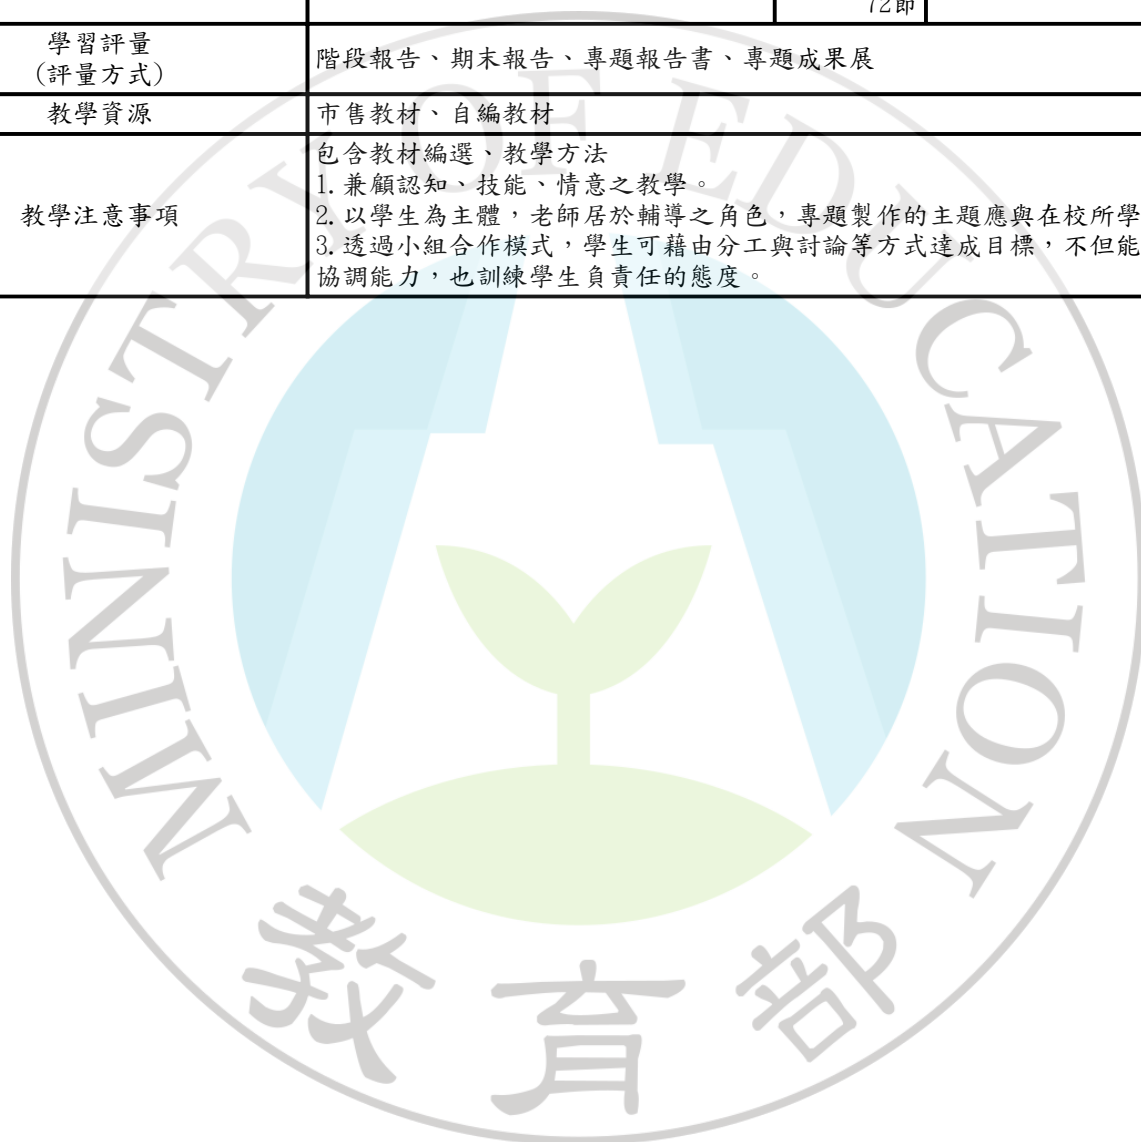 72節
學習評量
(評量方式)
階段報告、期末報告、專題報告書、專題成果展
教學資源
市售教材、自編教材
教學注意事項
包含教材編選、教學方法
1.兼顧認知、技能、情意之教學。
2.以學生為主體，老師居於輔導之角色，專題製作的主題應與在校所學
3.透過小組合作模式，學生可藉由分工與討論等方式達成目標，不但能
協調能力，也訓練學生負責任的態度。
MINISTRY OF EDUCATION
教育部